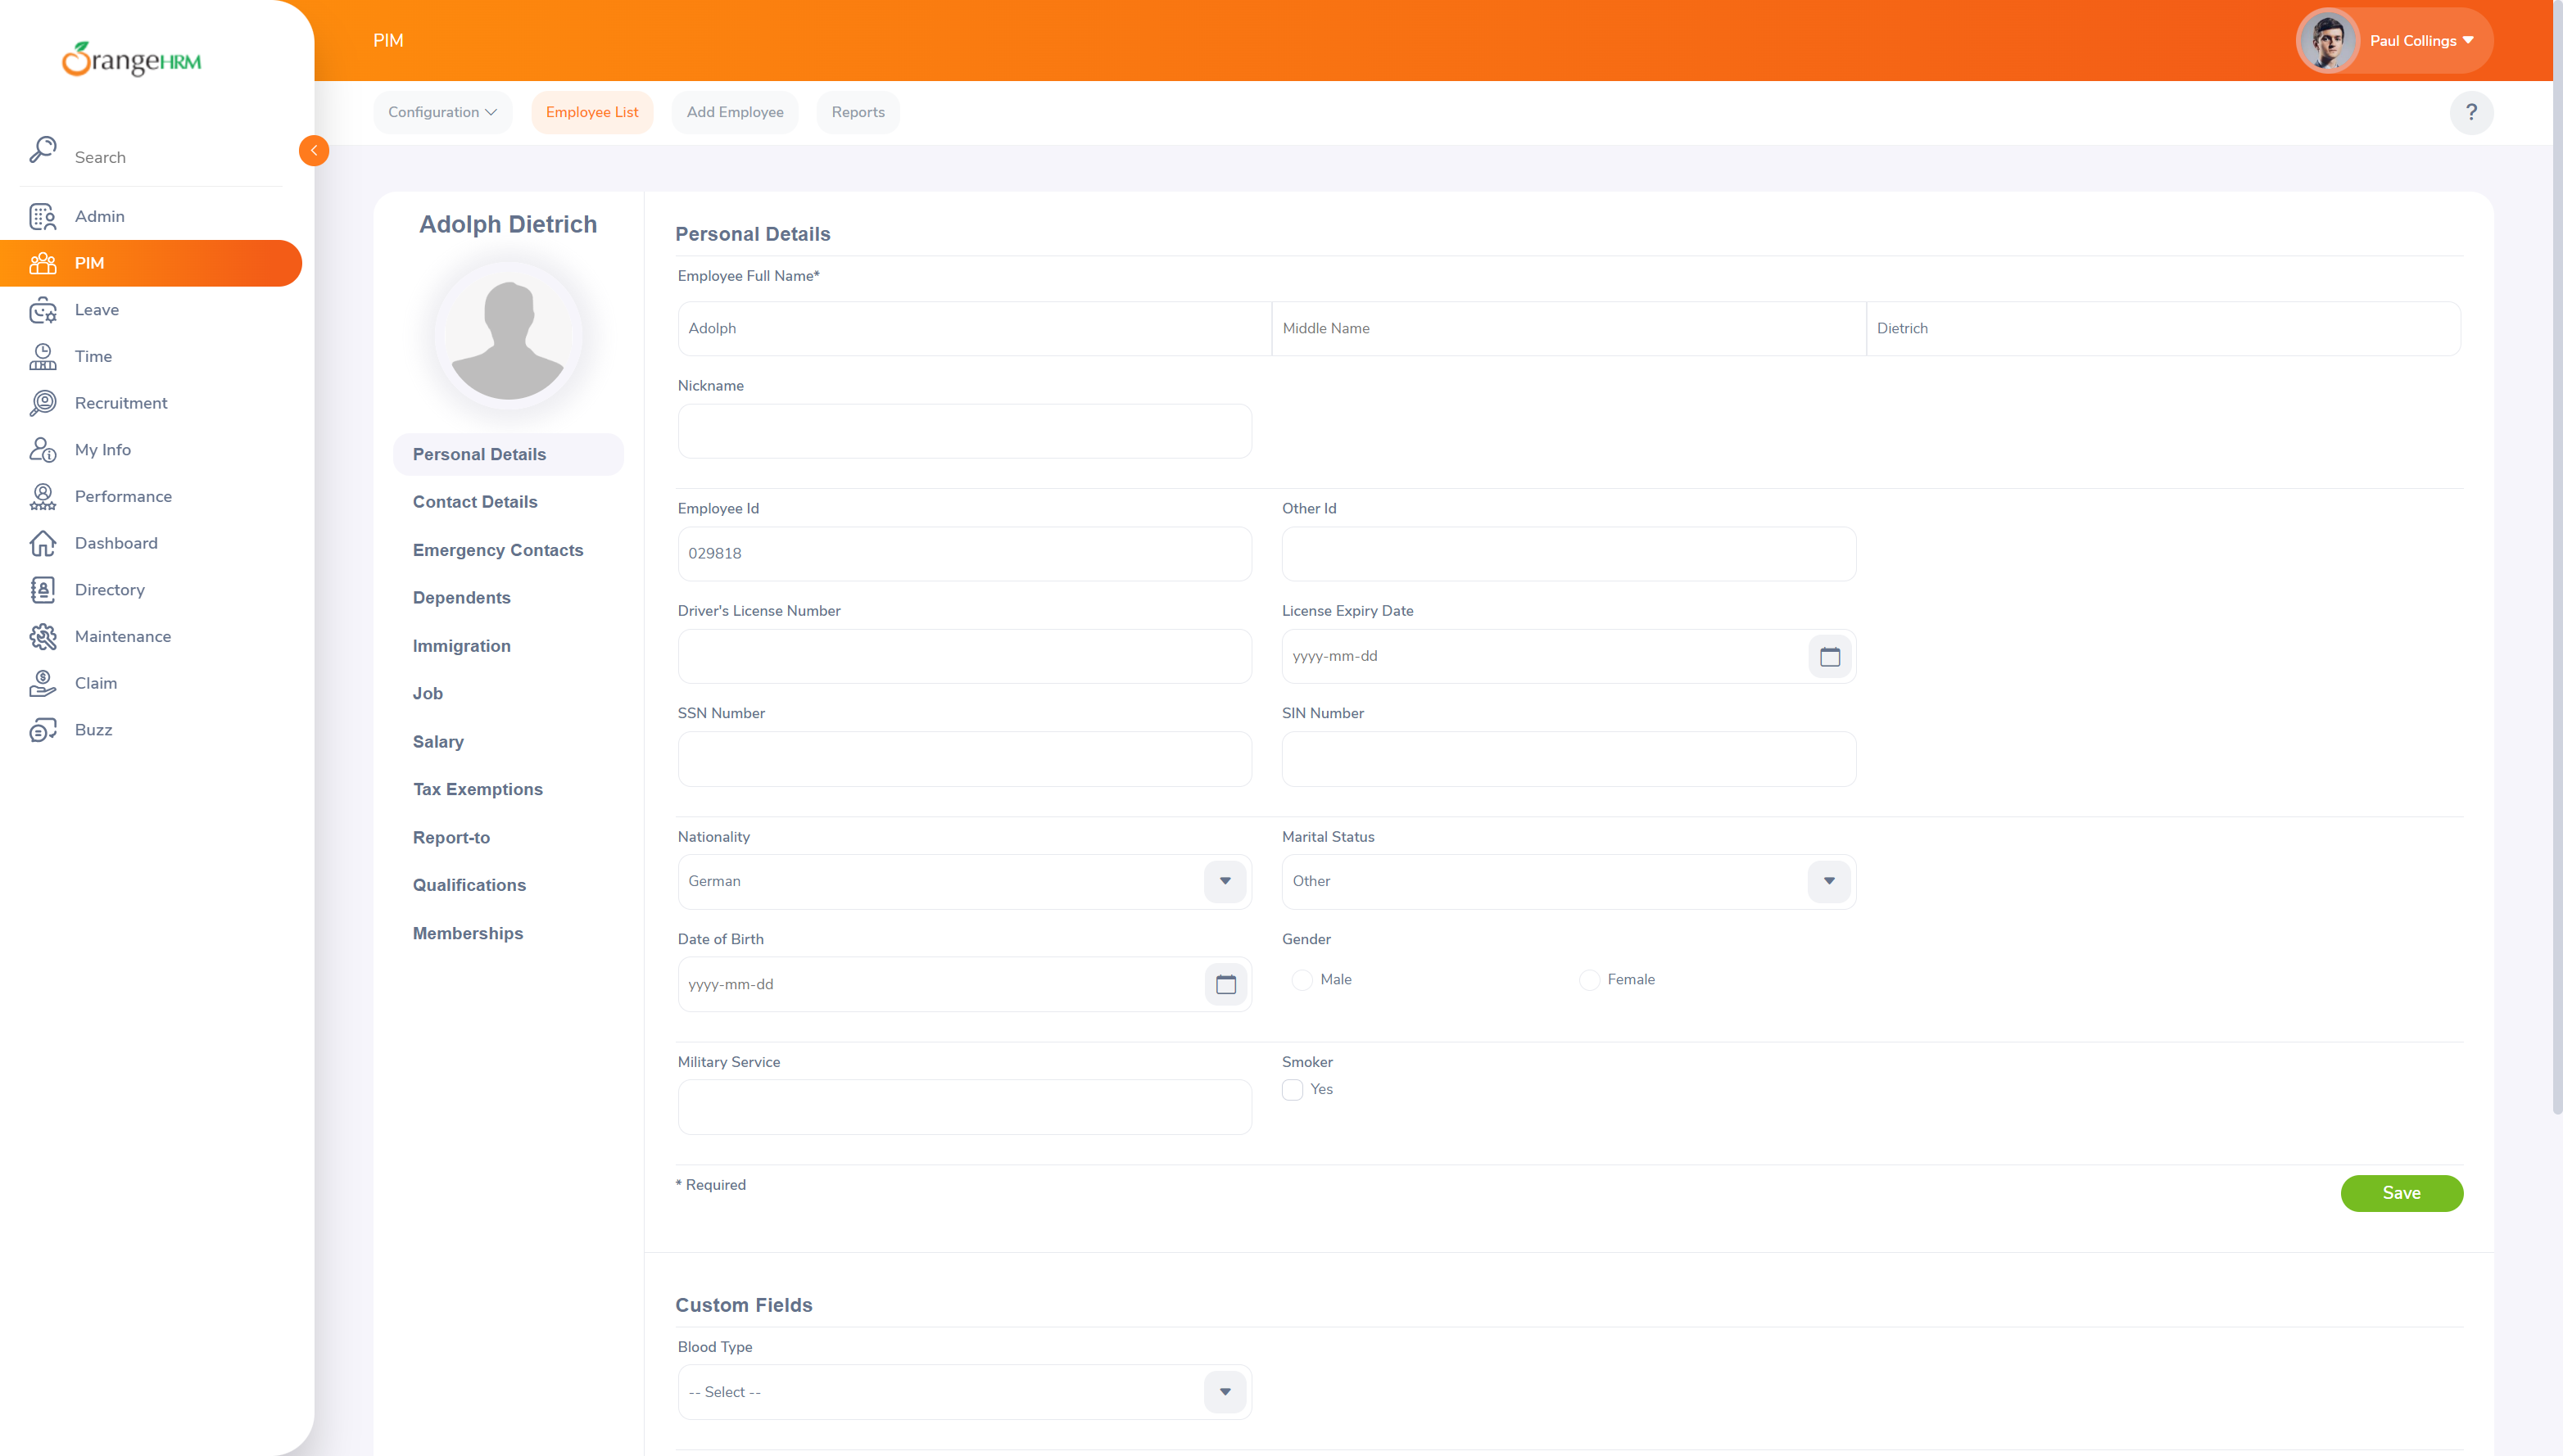 OrangeHRM
PIM
Paul Collings
Search
Configuration
Employee List
Add Employee
Reports
?
Admin
PIM
Leave
Time
Recruitment
My Info
Performance
Dashboard
Directory
Maintenance
Claim
Buzz
Adolph Dietrich
Personal Details
Contact Details
Emergency Contacts
Dependents
Immigration
Job
Salary
Tax Exemptions
Report-to
Qualifications
Memberships
Personal Details
Employee Full Name*
Adolph
Middle Name
Dietrich
Nickname
Employee Id
Other Id
029818
Driver's License Number
License Expiry Date
yyyy-mm-dd
SSN Number
SIN Number
Nationality
Marital Status
German
Other
Date of Birth
Gender
yyyy-mm-dd
Male
Female
Military Service
Smoker
Yes
* Required
Save
Custom Fields
Blood Type
-- Select --